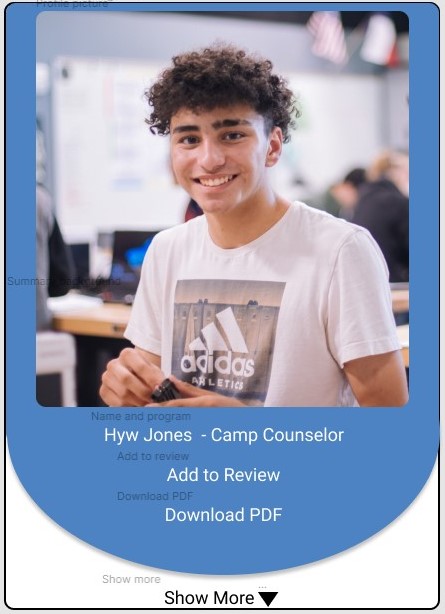 Profile picture
adidas
ATHLETICS
Name and program
Hyw Jones - Camp Counselor
Add to review
Add to Review
Download PDF
Download PDF
Show more
...
Show More